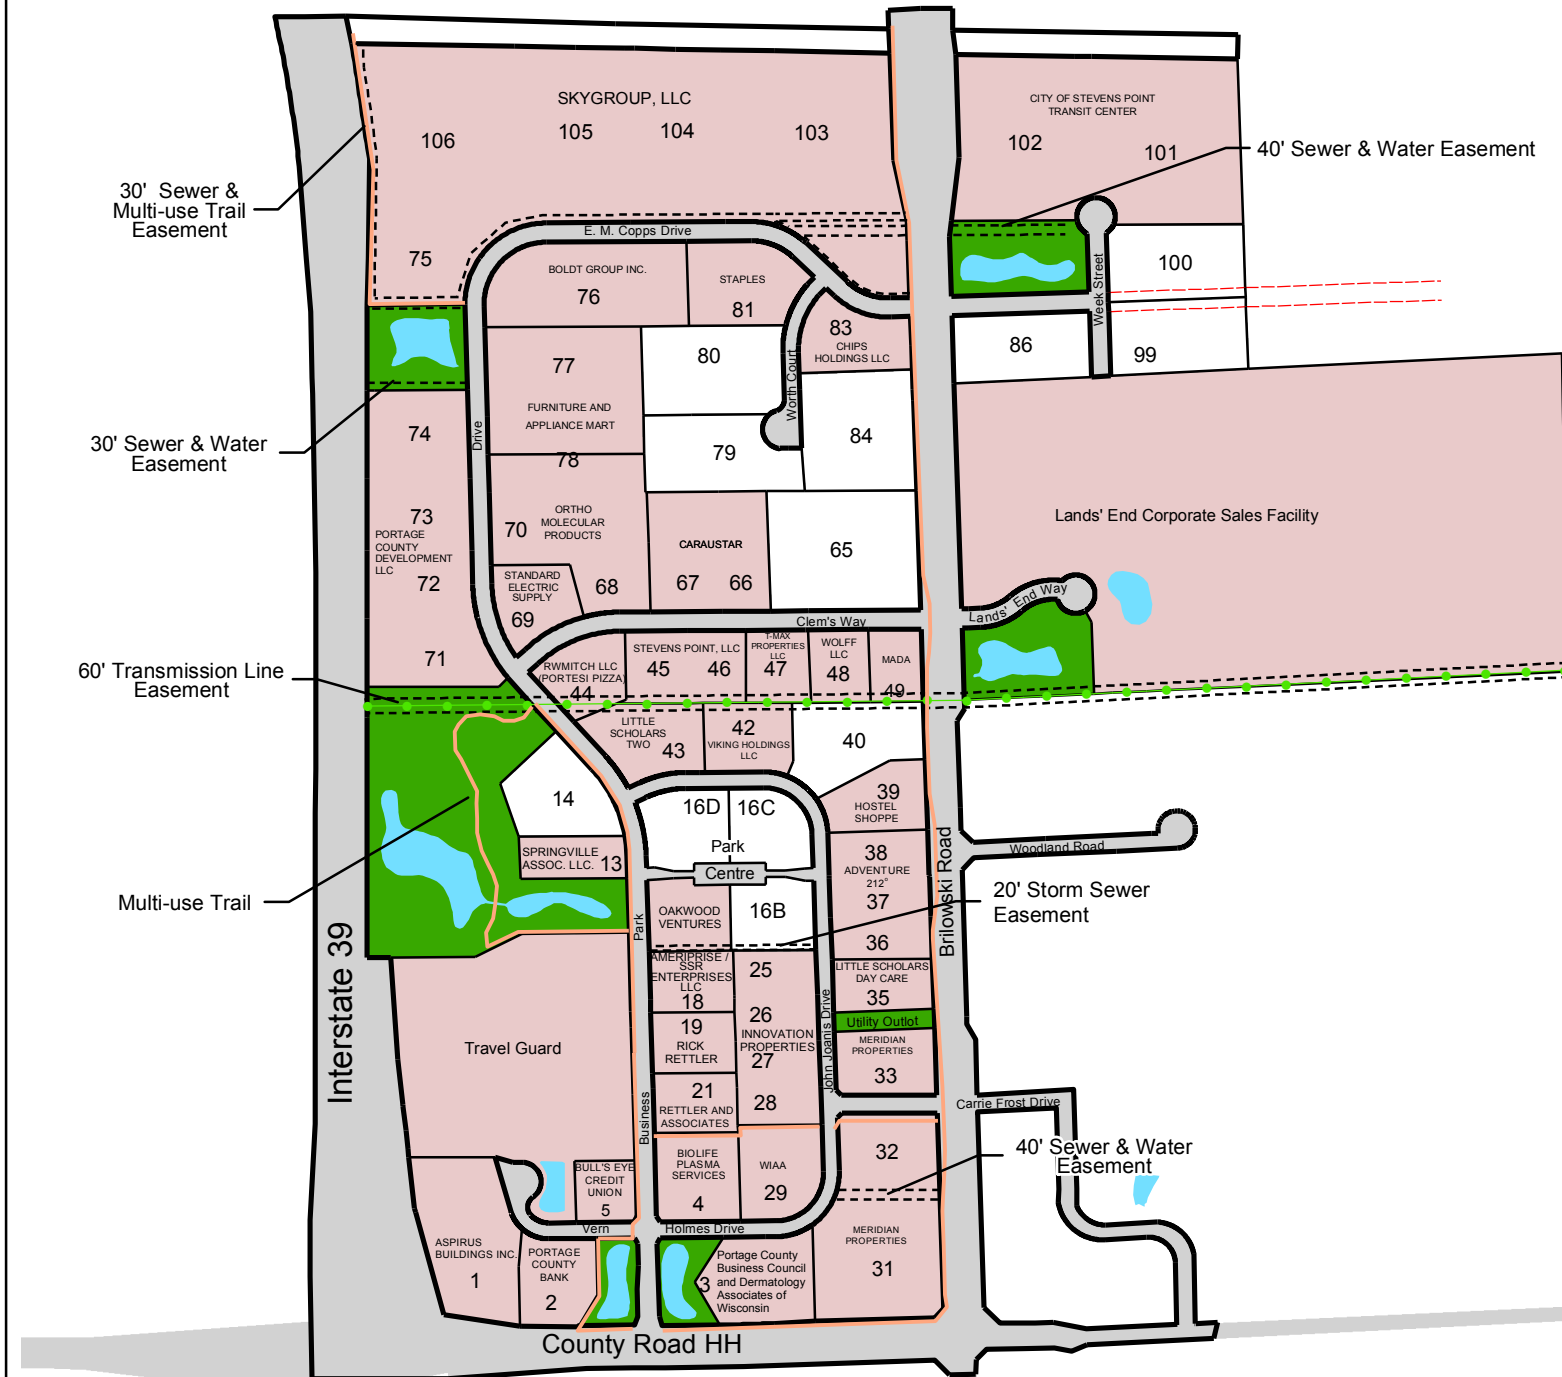 SKYGROUP, LLC
106
105
104
103
CITY OF STEVENS POINT
TRANSIT CENTER
102
101
40' Sewer & Water Easement
30' Sewer &
Multi-use Trail
Easement
E. M. Copps Drive
75
BOLDT GROUP INC.
76
STAPLES
81
100
Week Street
83
CHIPS
HOLDINGS LLC
86
99
77
80
Worth Court
FURNITURE AND
APPLIANCE MART
30' Sewer & Water
Easement
74
Drive
78
79
84
73
PORTAGE
COUNTY
DEVELOPMENT
LLC
72
70
ORTHO
MOLECULAR
PRODUCTS
CARAUSTAR
65
Lands' End Corporate Sales Facility
STANDARD
ELECTRIC
SUPPLY
68
67
66
69
Clem's Way
Lands' End Way
71
60' Transmission Line
Easement
RWMITCH LLC
(PORTESI PIZZA)
44
STEVENS POINT, LLC
45
46
T-MAX
PROPERTIES
LLC
47
WOLFF
LLC
48
MADA
49
LITTLE
SCHOLARS
TWO
43
42
VIKING HOLDINGS
LLC
40
14
16D
16C
39
HOSTEL
SHOPPE
Park
Centre
SPRINGVILLE
ASSOC. LLC.
13
38
ADVENTURE
212°
37
36
Woodland Road
Brilowski Road
Multi-use Trail
OAKWOOD
VENTURES
16B
20' Storm Sewer
Easement
Park
Interstate 39
AMERIPRISE /
SSR
ENTERPRISES
LLC
18
25
LITTLE SCHOLARS
DAY CARE
35
19
RICK
RETTLER
26
INNOVATION
PROPERTIES
27
John Joanis Drive
Utility Outlot
Travel Guard
MERIDIAN
PROPERTIES
33
21
RETTLER AND
ASSOCIATES
28
Business
Carrie Frost Drive
BULL'S EYE
CREDIT
UNION
5
BIOLIFE
PLASMA
SERVICES
4
WIAA
29
32
40' Sewer & Water
Easement
Vern
Holmes Drive
ASPIRUS
BUILDINGS INC.
1
PORTAGE
COUNTY
BANK
2
3
Portage County
Business Council
and Dermatology
Associates of
Wisconsin
MERIDIAN
PROPERTIES
31
County Road HH